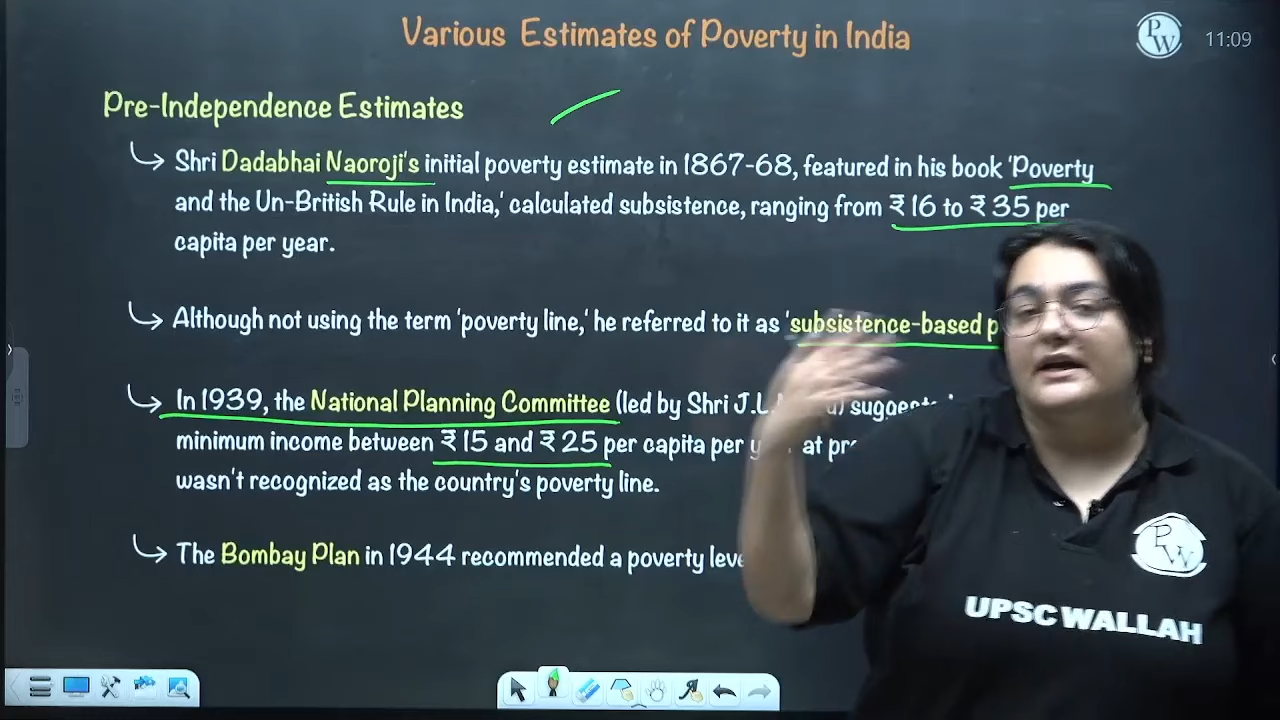 Various Estimates of Poverty in India
PW
11:09
Pre-Independence Estimates
Shri Dadabhai Naoroji's initial poverty estimate in 1867-68, featured in his book 'Poverty
and the Un-British Rule in India,' calculated subsistence, ranging from ₹ 16 to ₹ 35 per
capita per year.
Although not using the term 'poverty line,' he referred to it as 'subsistence-based p
In 1939, the National Planning Committee (led by Shri J.L.
minimum income between ₹ 15 and ₹ 25 per capita per at
wasn't recognized as the country's poverty line.
The Bombay Plan in 1944 recommended a poverty leve
PW
UPSC WALLAH